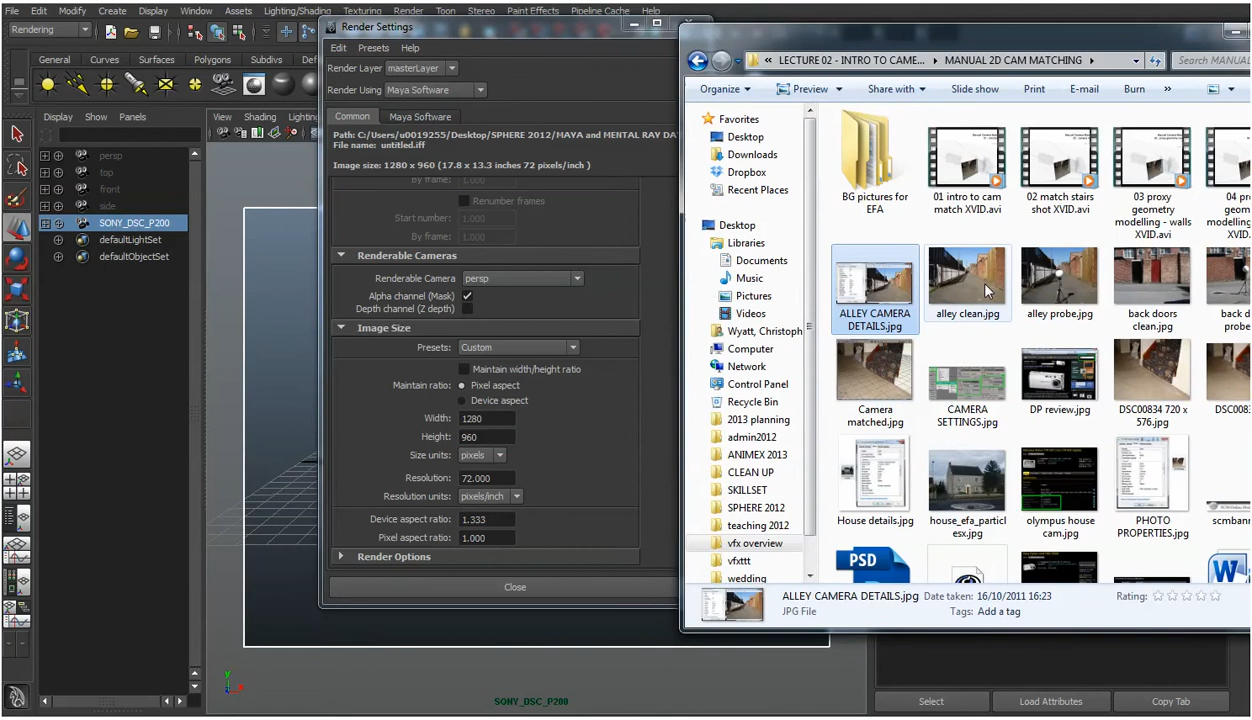 File Edit Modify Create Display Window Assets Lighting/Shading
Render Toon Stereo Paint Effects Pipeline Cache Help
Rendering
General Curves Surfaces Polygons Subdivs
Display Show Panels
persp
top
front
side
SONY_DSC_P200
defaultLightSet
defaultObjectSet
View Shading
SONY_DSC_P200
Render Settings
Edit Presets Help
Render Layer masterLayer
Render Using Maya Software
Common Maya Software
Path: C:/Users/u0019255/Desktop/SPHERE 2012/MAYA and MENTAL RAY DA
File name: untitled.iff
Image size: 1280 x 960 (17.8 x 13.3 inches 72 pixels/inch )
By frame: 1.000
Renumber frames
Start number: 1.000
By frame: 1.000
Renderable Cameras
Renderable Camera persp
Alpha channel (Mask)
Depth channel (Z depth)
Image Size
Presets: Custom
Maintain width/height ratio
Maintain ratio: Pixel aspect
Device aspect
Width: 1280
Height: 960
Size units: pixels
Resolution: 72.000
Resolution units: pixels/inch
Device aspect ratio: 1.333
Pixel aspect ratio: 1.000
Render Options
Close
« LECTURE 02 - INTRO TO CAME... MANUAL 2D CAM MATCHING
Search MANUAL
Organize Preview Share with Slide show Print E-mail Burn »
Favorites
Desktop
Downloads
Dropbox
Recent Places
Desktop
Libraries
Documents
Music
Pictures
Videos
Wyatt, Christoph
Computer
Network
Control Panel
Recycle Bin
2013 planning
admin2012
ANIMEX 2013
CLEAN UP
SKILLSET
SPHERE 2012
teaching 2012
vfx overview
vfxttt
wedding
BG pictures for
EFA
01 intro to cam
match XVID.avi
02 match stairs
shot XVID.avi
03 proxy
geometry
modelling - walls
XVID.avi
ALLEY CAMERA
DETAILS.jpg
alley clean.jpg
alley probe.jpg
back doors
clean.jpg
Camera
matched.jpg
CAMERA
SETTINGS.jpg
DP review.jpg
DSC00834 720 x
576.jpg
House details.jpg
house_efa_particl
esx.jpg
olympus house
cam.jpg
PHOTO
PROPERTIES.jpg
PSD
ALLEY CAMERA DETAILS.jpg Date taken: 16/10/2011 16:23 Rating:
JPG File Tags: Add a tag
Select Load Attributes Copy Tab